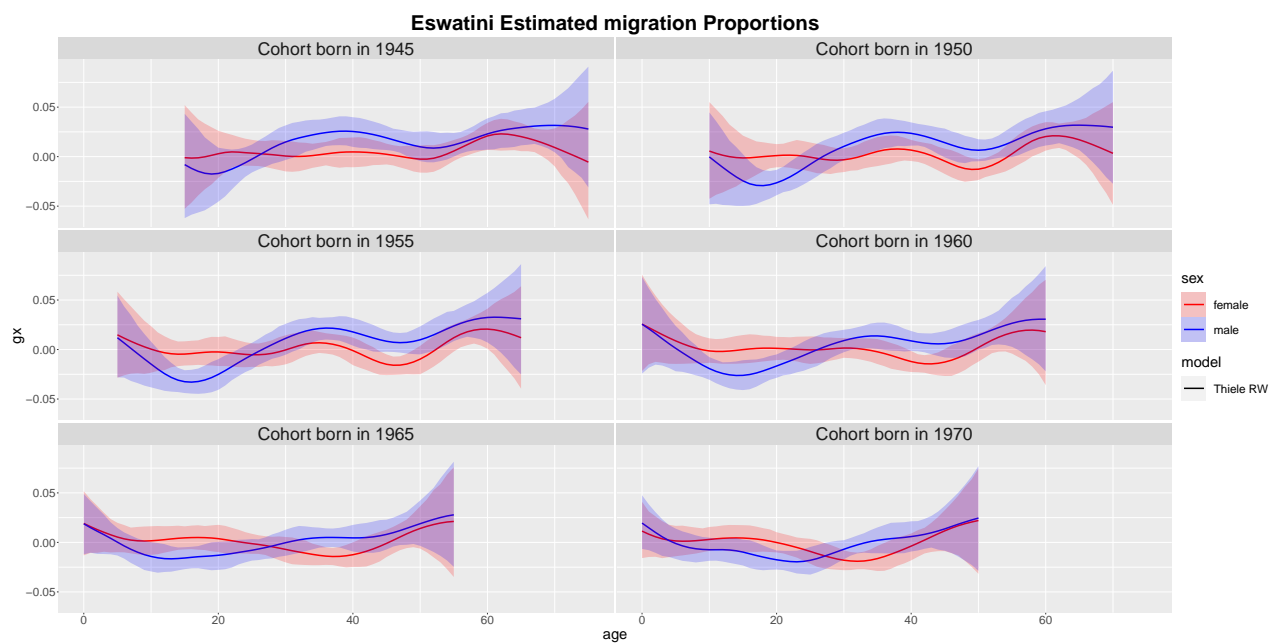 Eswatini Estimated migration Proportions
Cohort born in 1945
Cohort born in 1950
0.05
0.00
−0.05
Cohort born in 1955
Cohort born in 1960
0.05
0.00
−0.05
Cohort born in 1965
Cohort born in 1970
0.05
0.00
−0.05
0 20 40 60
0 20 40 60
age
gx
sex
female
male
model
Thiele RW